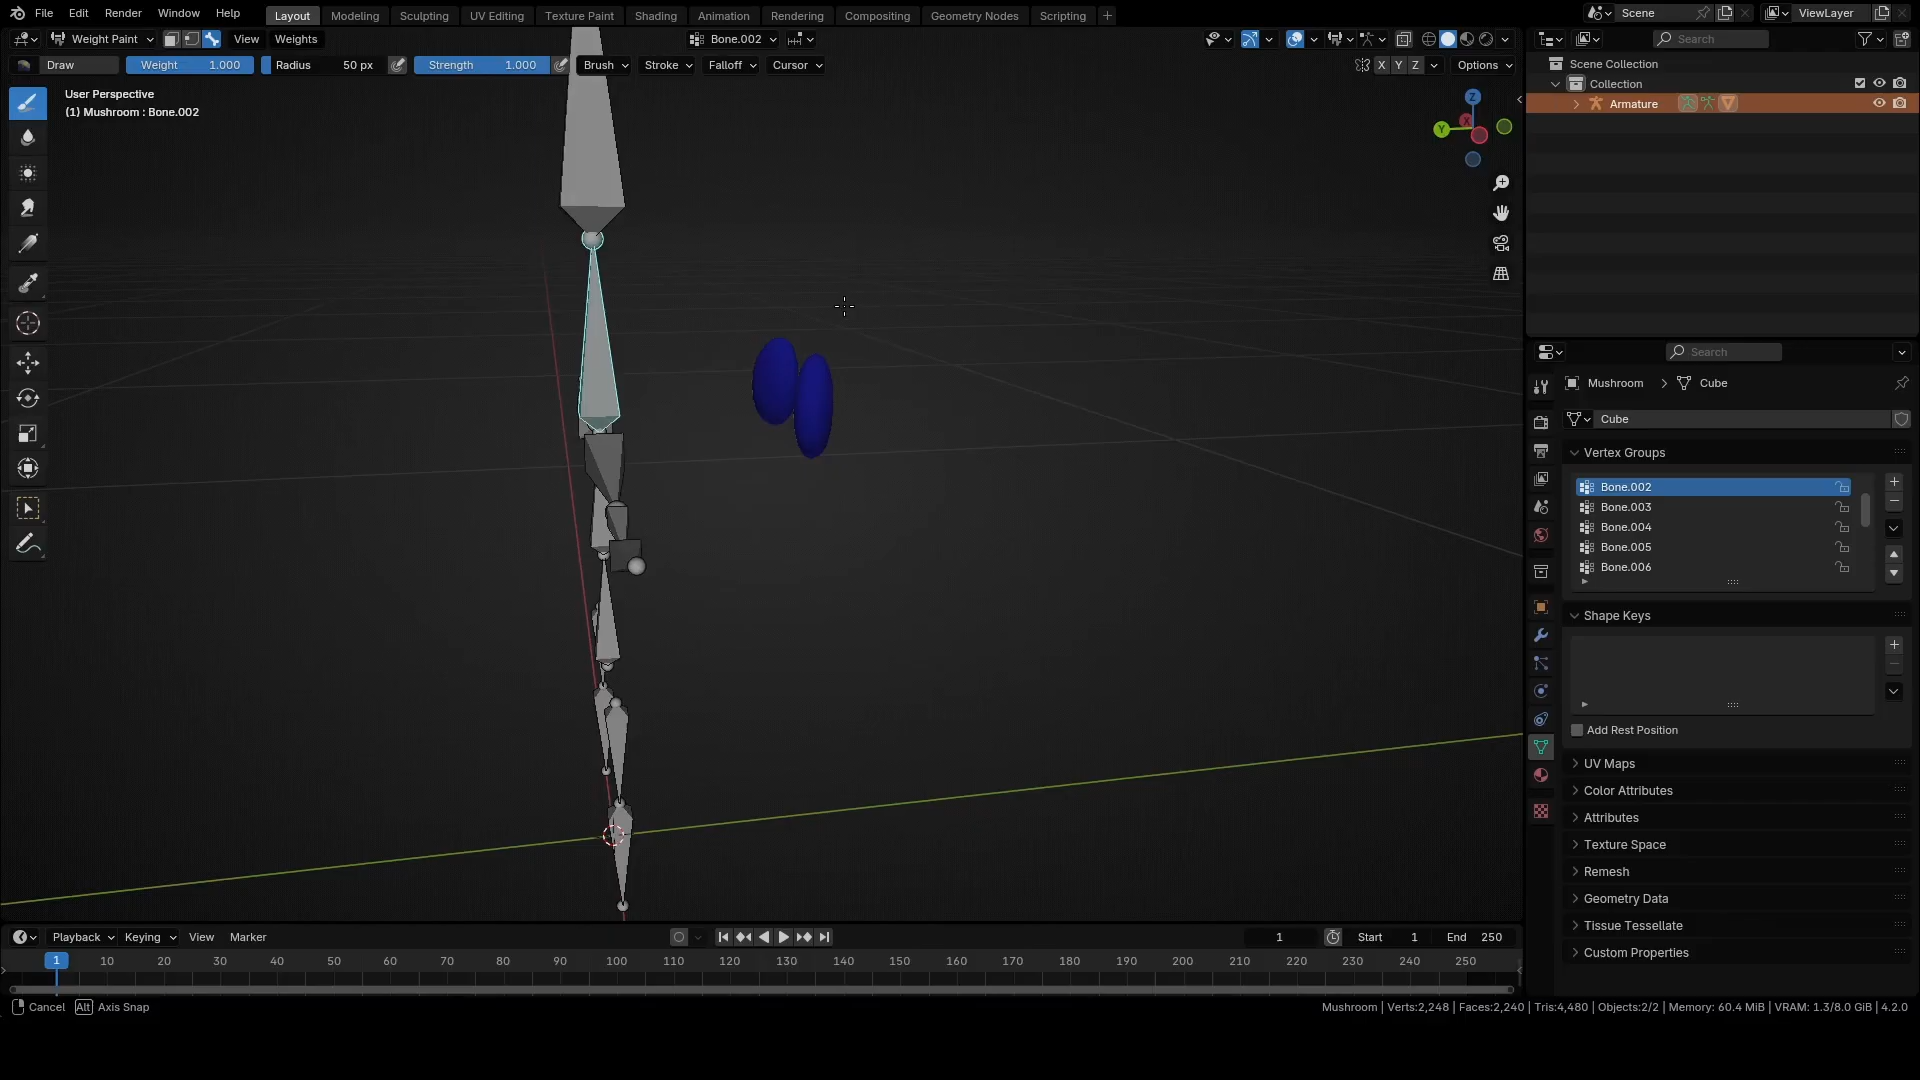 File Edit Render Window Help Layout Modeling Sculpting UV Editing Texture Paint Shading Animation Rendering Compositing Geometry Nodes Scripting + Scene ViewLayer
Weight Paint View Weights Bone.002 Search
Draw Weight 1.000 Radius 50 px Strength 1.000 Brush Stroke Falloff Cursor X Y Z Options
Scene Collection
Collection
Armature
User Perspective
(1) Mushroom : Bone.002
Z
Y
X
Search
Mushroom > Cube
Cube
Vertex Groups
Bone.002
Bone.003
Bone.004
Bone.005
Bone.006
Shape Keys
Add Rest Position
UV Maps
Color Attributes
Attributes
Texture Space
Remesh
Geometry Data
Tissue Tessellate
Custom Properties
Playback Keying View Marker 1 Start 1 End 250
1 10 20 30 40 50 60 70 80 90 100 110 120 130 140 150 160 170 180 190 200 210 220 230 240 250
Cancel Alt Axis Snap Mushroom | Verts:2,248 | Faces:2,240 | Tris:4,480 | Objects:2/2 | Memory: 60.4 MiB | VRAM: 1.3/8.0 GiB | 4.2.0